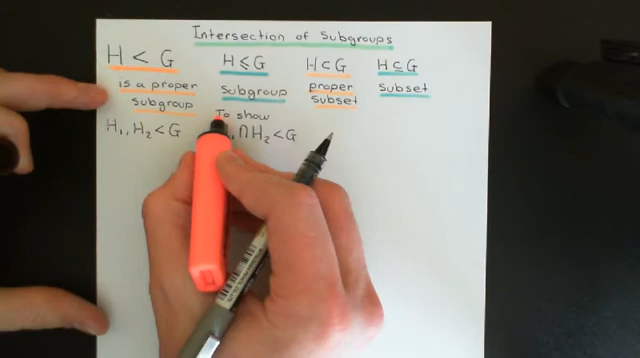 Intersection of Subgroups
H < G H ⩽ G H ⊂ G H ⊆ G
is a proper subgroup proper subset
subgroup subset
To show
H₁, H₂ < G ∩ H₂ < G